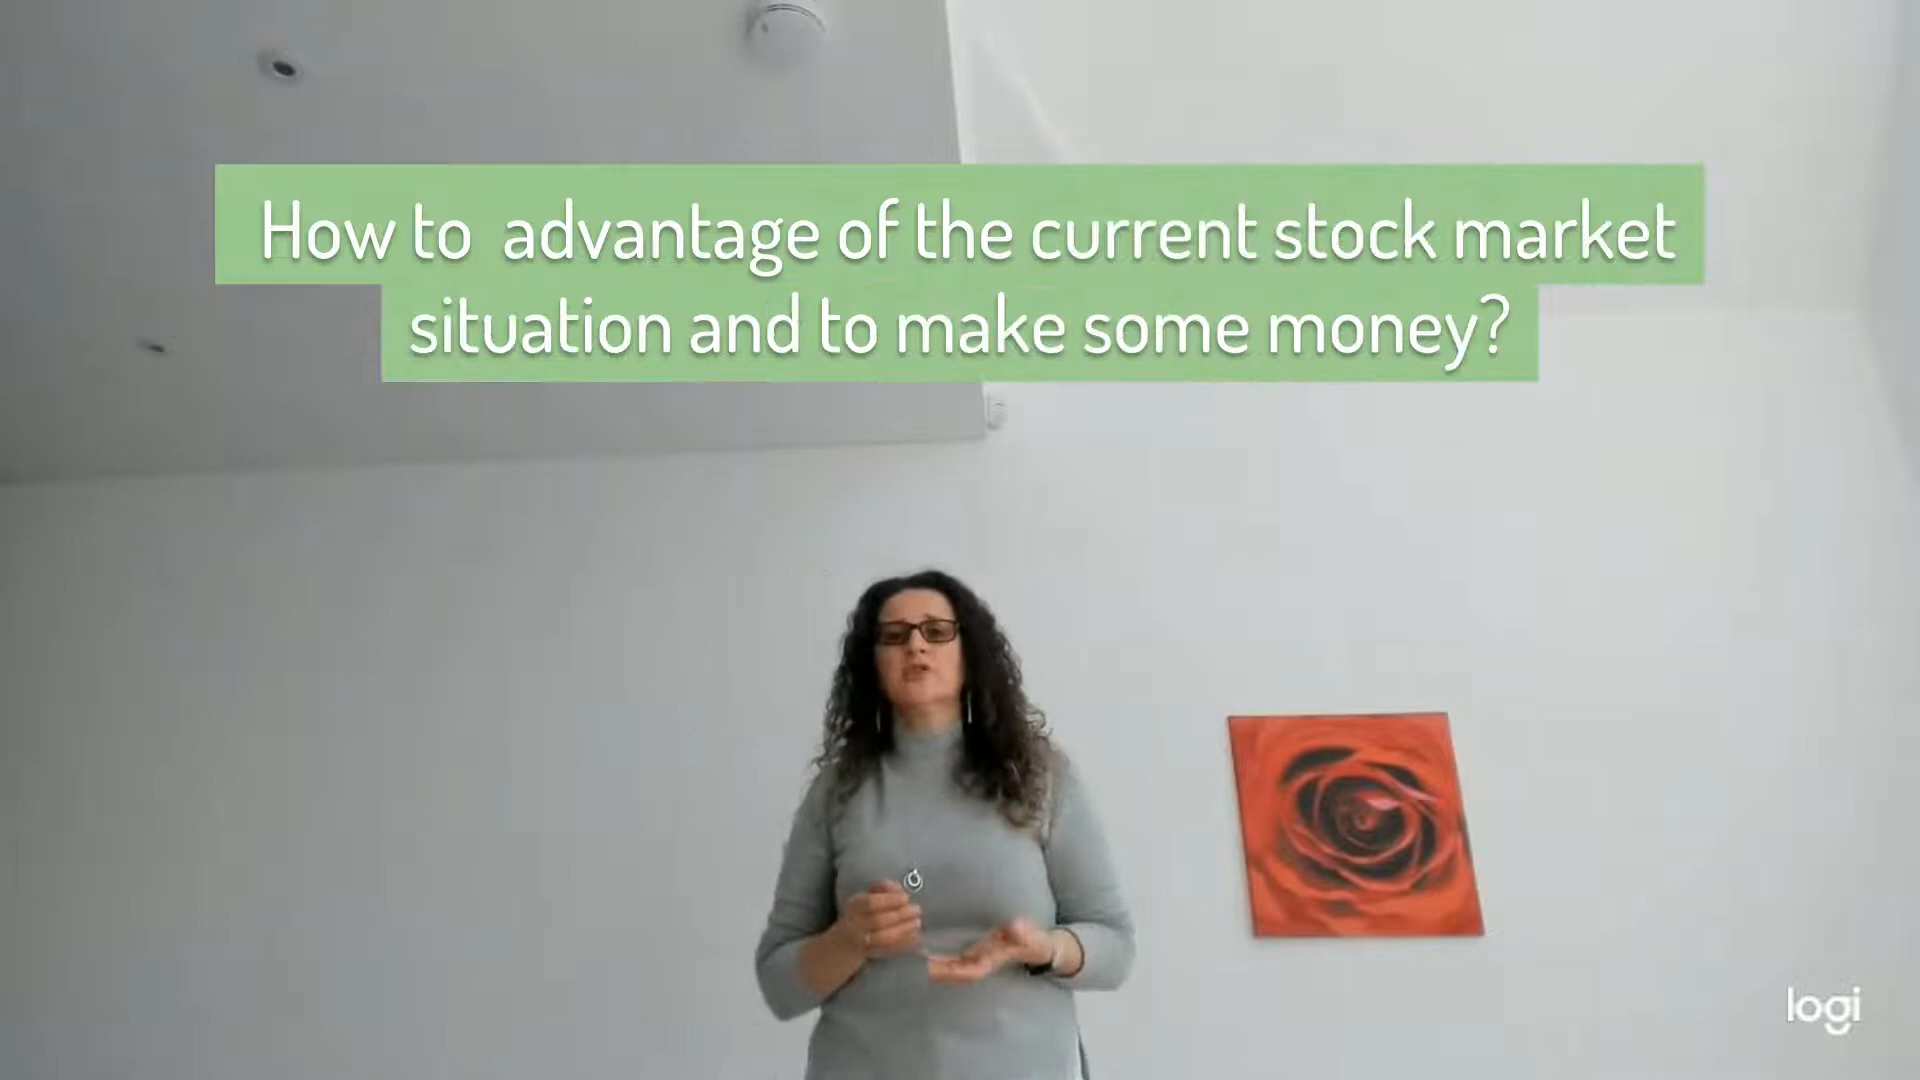 How to  advantage of the current stock market
situation and to make some money?
logi